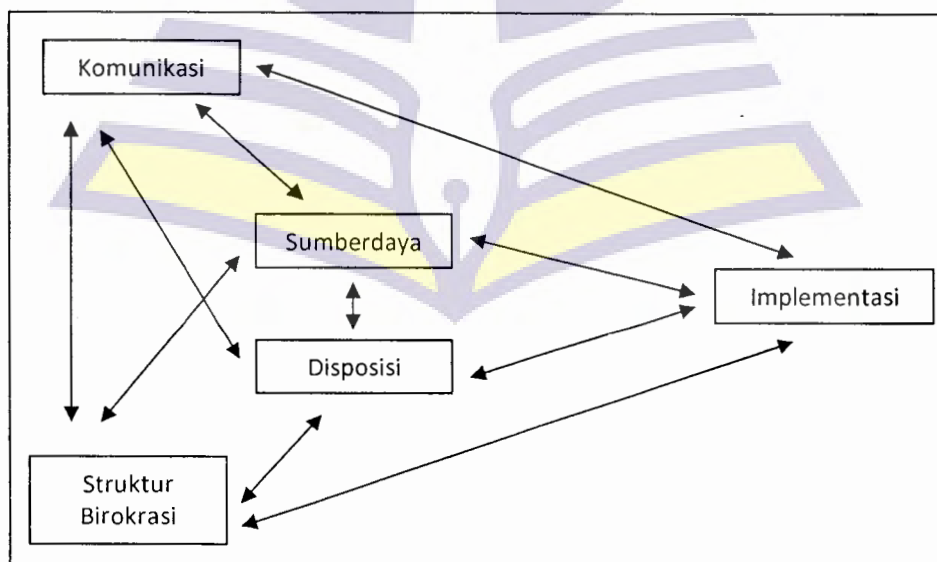 Komunikasi
Sumberdaya
Implementasi
Disposisi
Struktur
Birokrasi